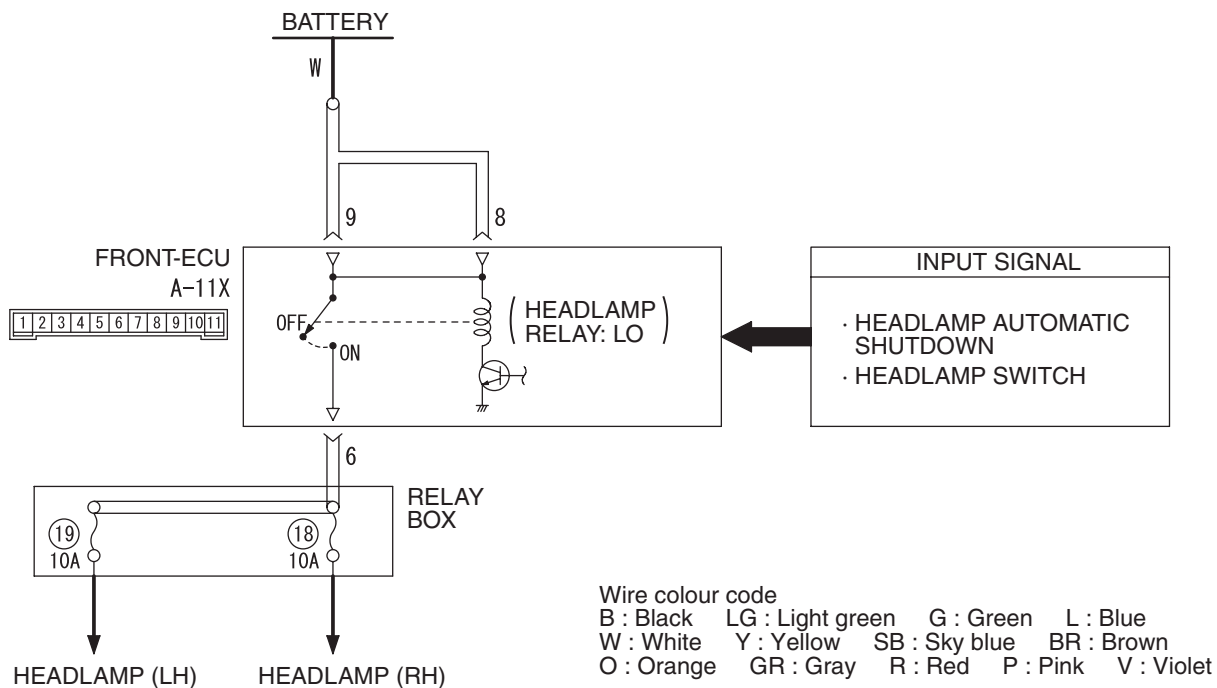 BATTERY
W
9
8
FRONT-ECU
A-11X
1 2 3 4 5 6 7 8 9 10 11
OFF
ON
(HEADLAMP
RELAY: LO)
INPUT SIGNAL
· HEADLAMP AUTOMATIC
SHUTDOWN
· HEADLAMP SWITCH
6
RELAY
BOX
19
10A
18
10A
HEADLAMP (LH)
HEADLAMP (RH)
Wire colour code
B : Black LG : Light green G : Green L : Blue
W : White Y : Yellow SB : Sky blue BR : Brown
O : Orange GR : Gray R : Red P : Pink V : Violet